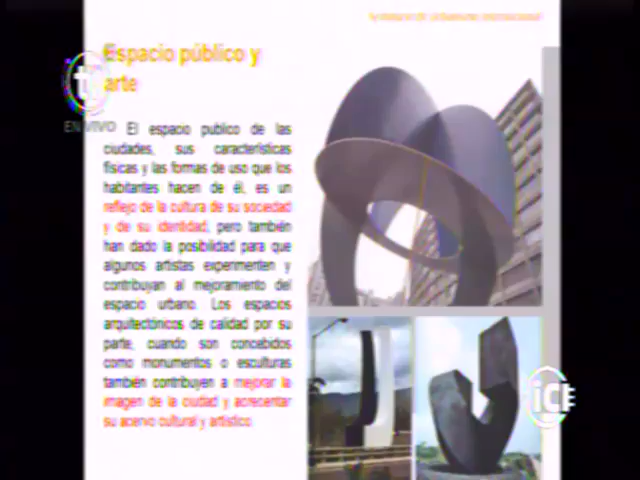 Espacio público y
arte
EN VIVO
El espacio publico de las
ciudades, sus características
físicas y las formas de uso que los
habitantes hacen de él, es un
reflejo de la cultura de su sociedad
y de su identidad, pero también
han dado la posibilidad para que
algunos artistas experimenten y
contribuyan al mejoramiento del
espacio urbano. Los espacios
arquitectónicos de calidad por su
parte, cuando son concebidos
como monumentos o esculturas
también contribuyen a mejorar la
imagen de la ciudad y acrecentar
su acervo cultural y artístico.